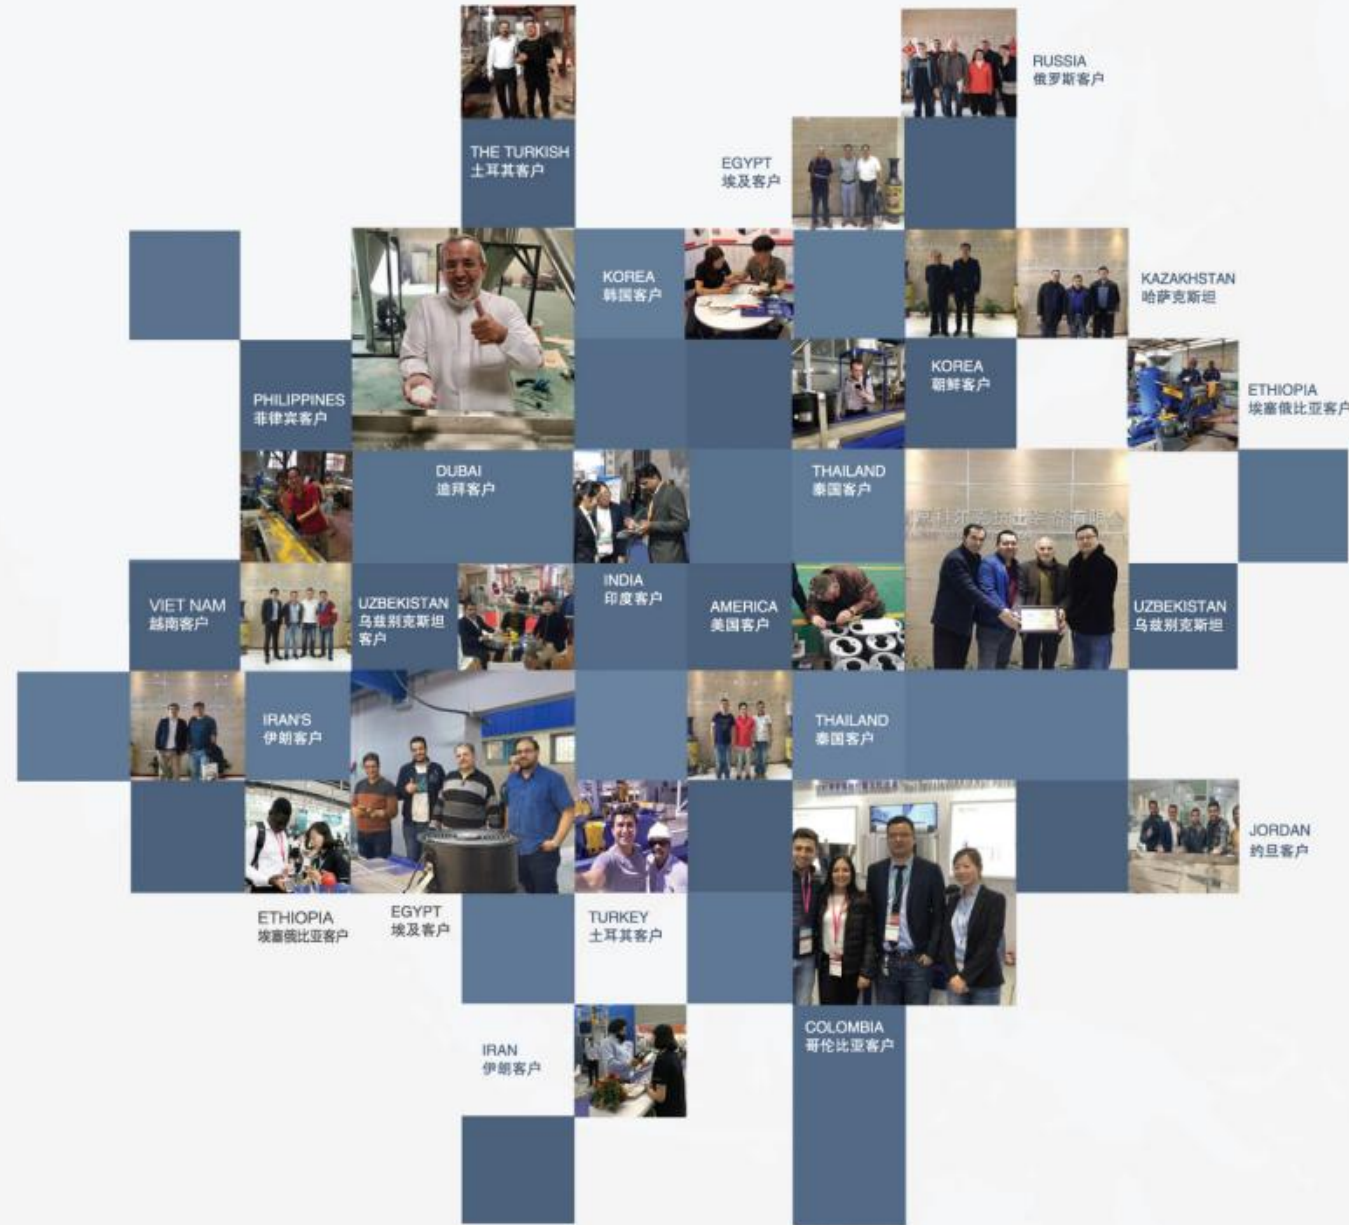 RUSSIA
俄罗斯客户
THE TURKISH
土耳其客户
EGYPT
埃及客户
KOREA
韩国客户
KAZAKHSTAN
哈萨克斯坦
PHILIPPINES
菲律宾客户
KOREA
朝鲜客户
ETHIOPIA
埃塞俄比亚客户
DUBAI
迪拜客户
THAILAND
泰国客户
VIET NAM
越南客户
UZBEKISTAN
乌兹别克斯坦
客户
INDIA
印度客户
AMERICA
美国客户
UZBEKISTAN
乌兹别克斯坦
IRAN'S
伊朗客户
THAILAND
泰国客户
JORDAN
约旦客户
ETHIOPIA
埃塞俄比亚客户
EGYPT
埃及客户
TURKEY
土耳其客户
IRAN
伊朗客户
COLOMBIA
哥伦比亚客户